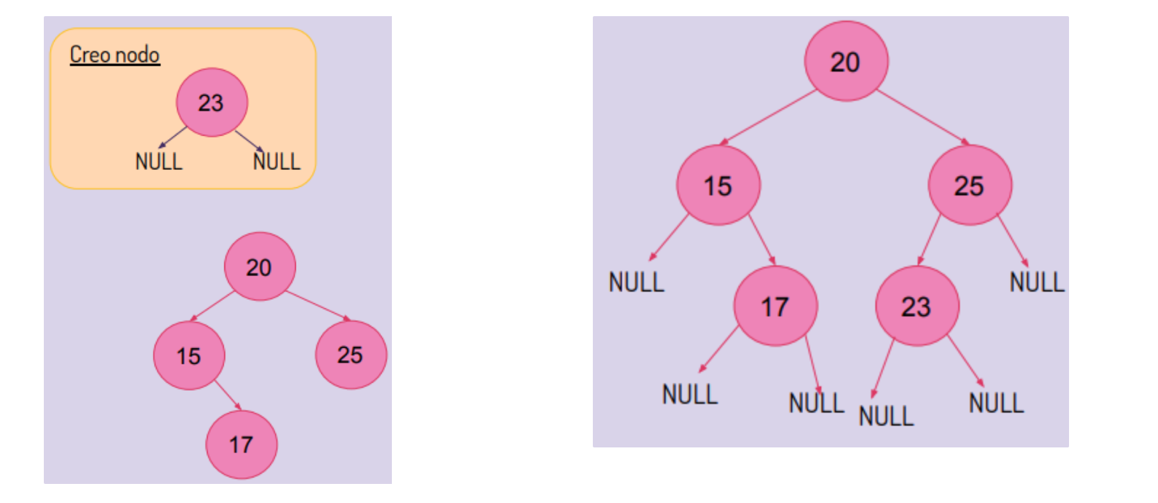 Creo nodo
23
NULL NULL
20
15 25
17
20
15 25
NULL NULL
17 23
NULL NULL NULL NULL